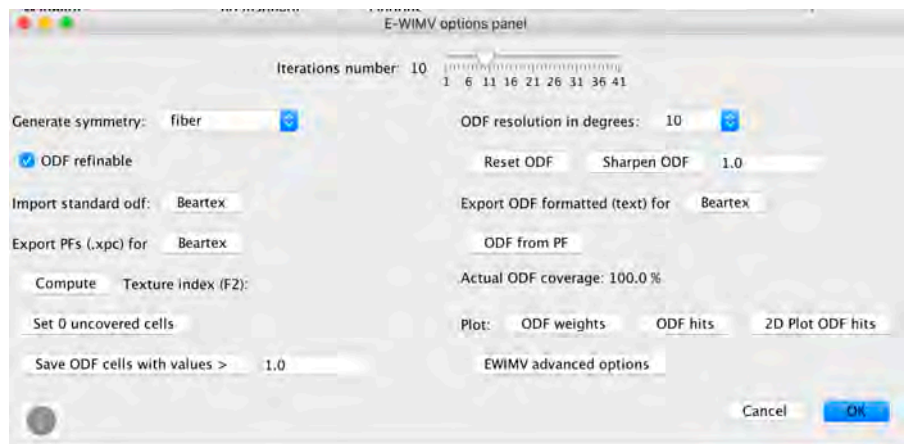 E-WIMV options panel
Iterations number: 10
1 6 11 16 21 26 31 36 41
Generate symmetry: fiber
ODF resolution in degrees: 10
ODF refinable
Reset ODF Sharpen ODF 1.0
Import standard odf: Beartex
Export ODF formatted (text) for Beartex
Export PFs (.xpc) for Beartex
ODF from PF
Compute Texture index (F2):
Actual ODF coverage: 100.0 %
Set 0 uncovered cells
Plot: ODF weights ODF hits 2D Plot ODF hits
Save ODF cells with values > 1.0
EWIMV advanced options
Cancel OK